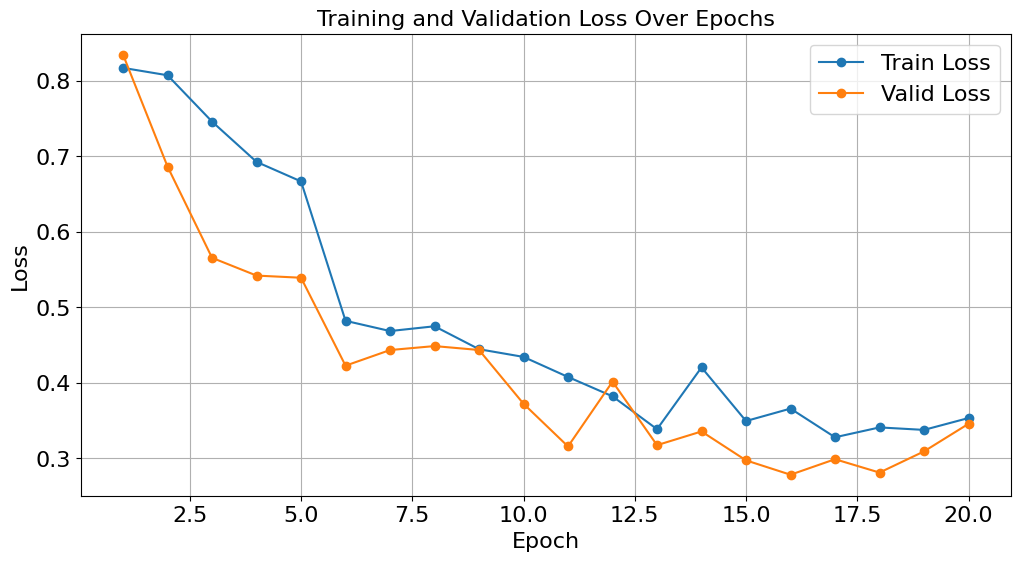 Training and Validation Loss Over Epochs
Train Loss
Valid Loss
0.8
0.7
0.6
0.5
0.4
0.3
Loss
2.5 5.0 7.5 10.0 12.5 15.0 17.5 20.0
Epoch